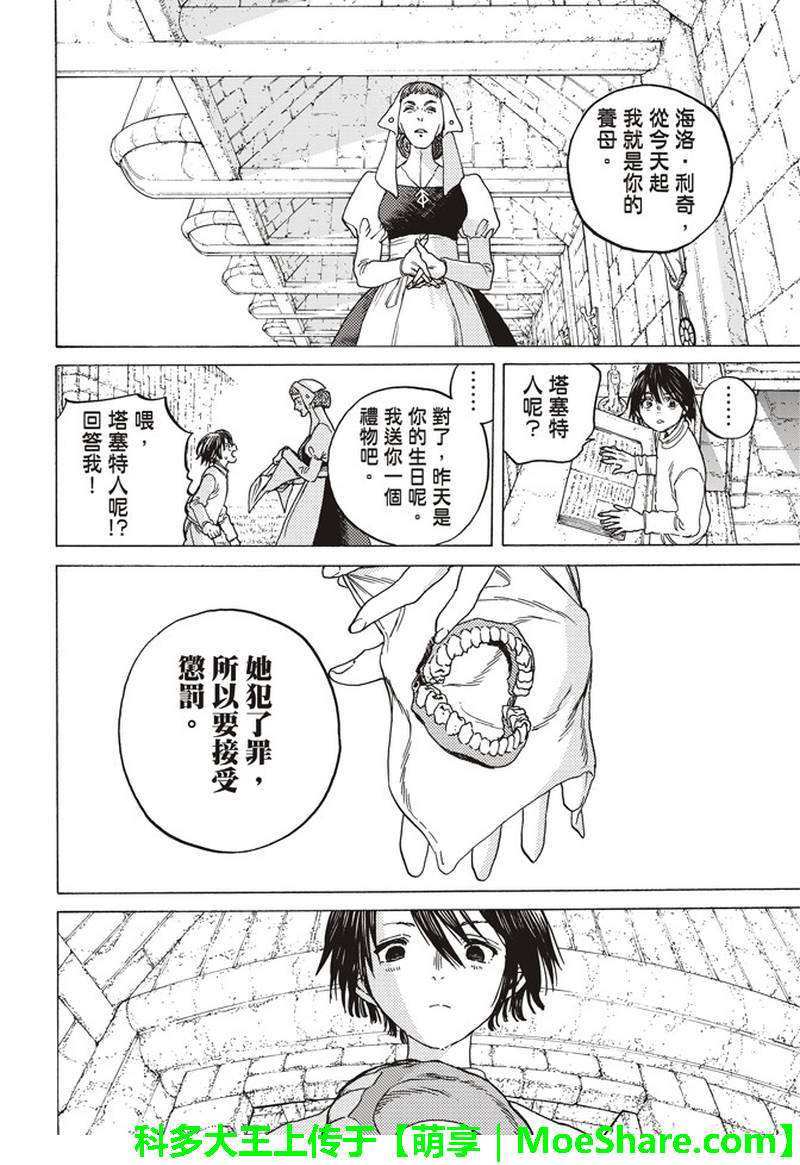 海洛·利奇，
從今天起
我就是你的
養母。
……
塔塞特
人呢？
……
對了，昨天是
你的生日呢。
我送你一個
禮物吧。
喂，
塔塞特人呢!?
回答我！
她犯了罪，
所以要接受
懲罰。
科多大王上传于【萌享|MoeShare.com】